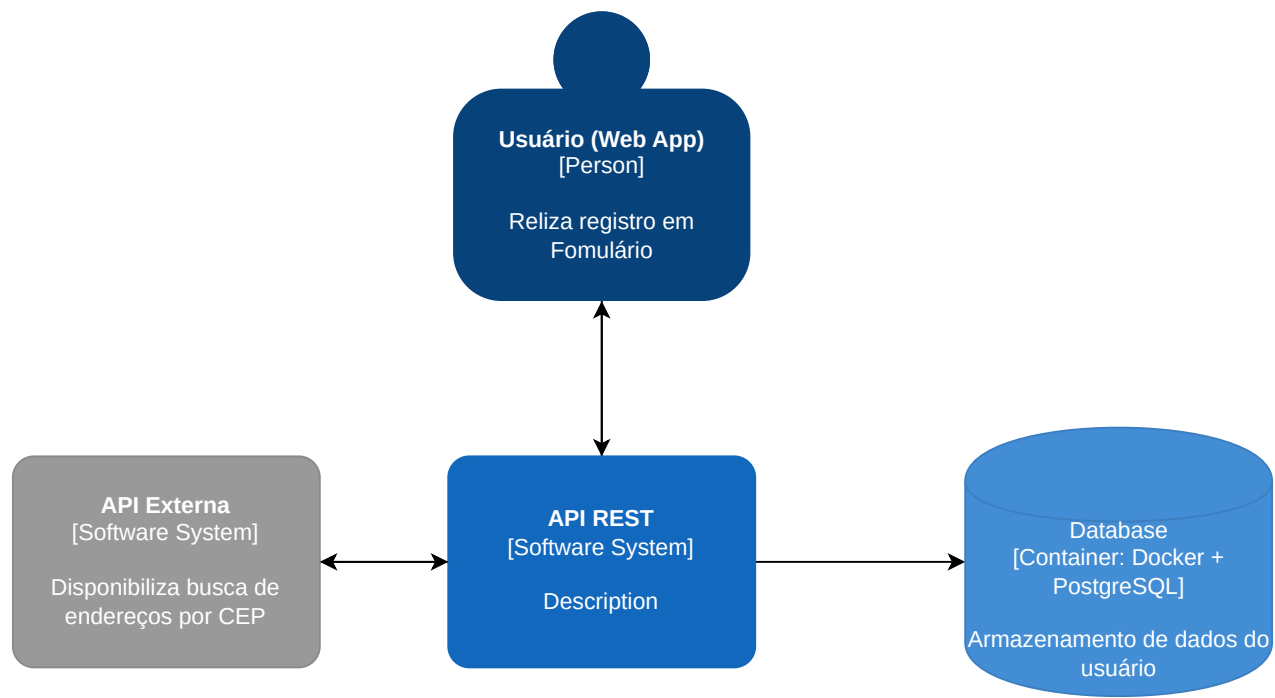 Usuário (Web App)
[Person]
Reliza registro em
Fomulário
API Externa
[Software System]
Disponibiliza busca de
endereços por CEP
API REST
[Software System]
Description
Database
[Container: Docker +
PostgreSQL]
Armazenamento de dados do
usuário